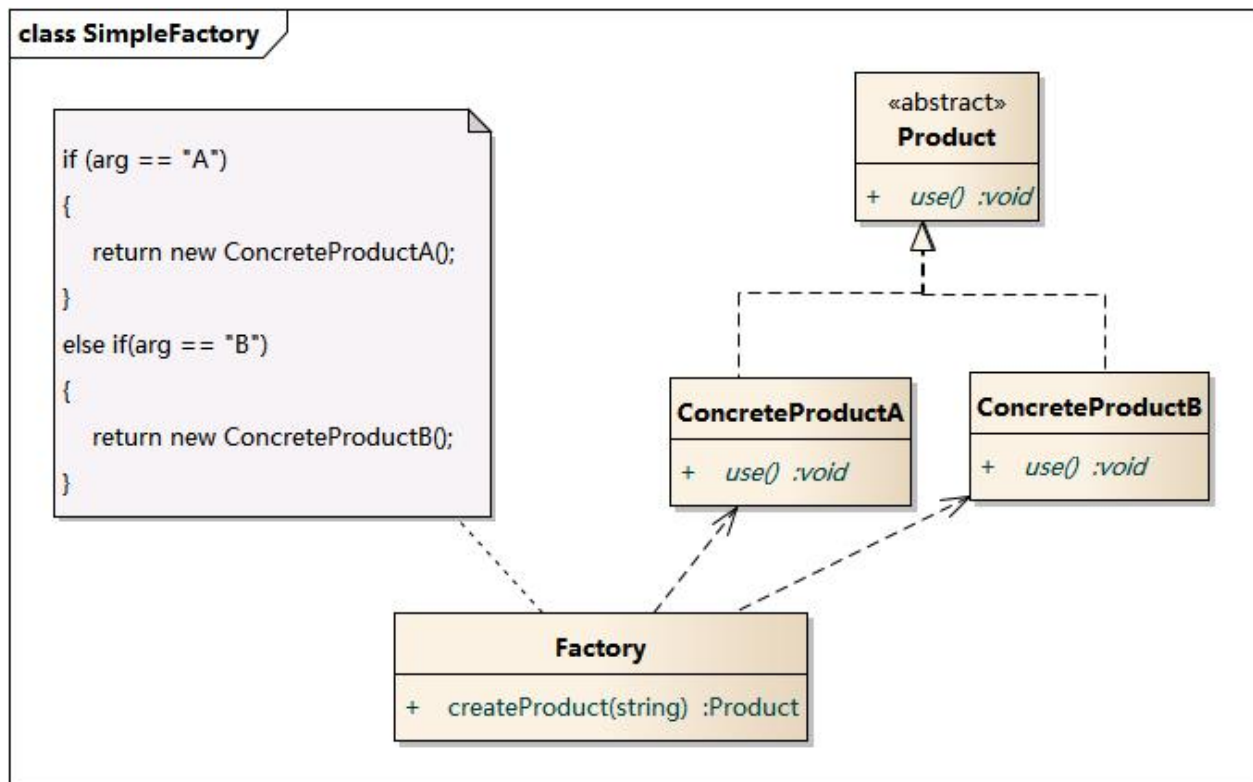 class SimpleFactory
if (arg == "A")
{
return new ConcreteProductA();
}
else if(arg == "B")
{
return new ConcreteProductB();
}
«abstract»
Product
+ use() :void
ConcreteProductA
+ use() :void
ConcreteProductB
+ use() :void
Factory
+ createProduct(string) :Product